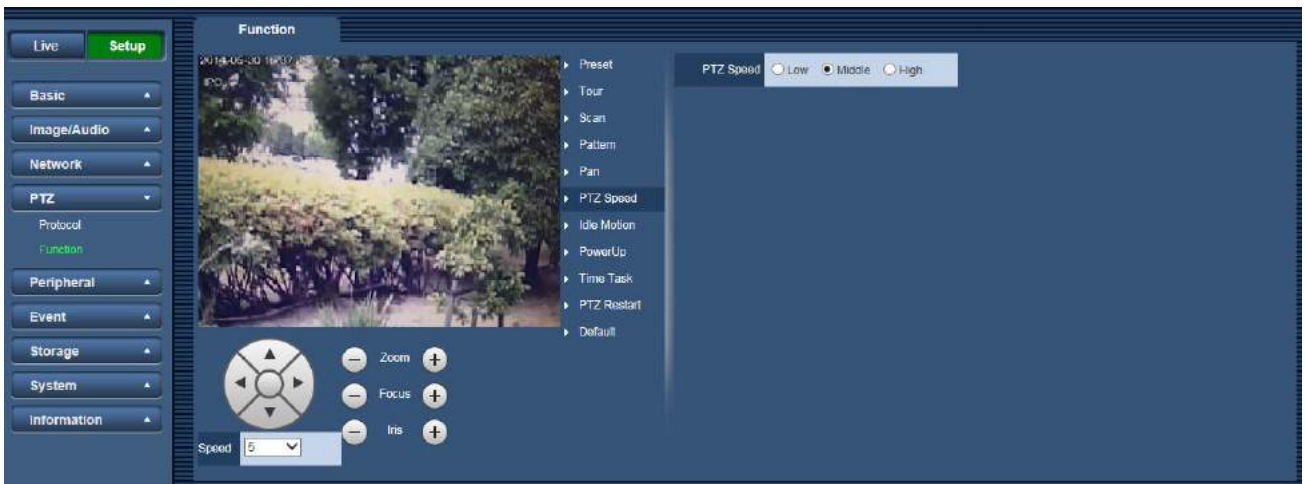 Live Setup
Basic
Image/Audio
Network
PTZ
Protocol
Function
Peripheral
Event
Storage
System
Information
Function
Preset
Tour
Scan
Pattern
Pan
PTZ Speed
Idle Motion
PowerUp
Time Task
PTZ Restart
Default
Zoom
Focus
Iris
Speed 5
PTZ Speed Low Middle High